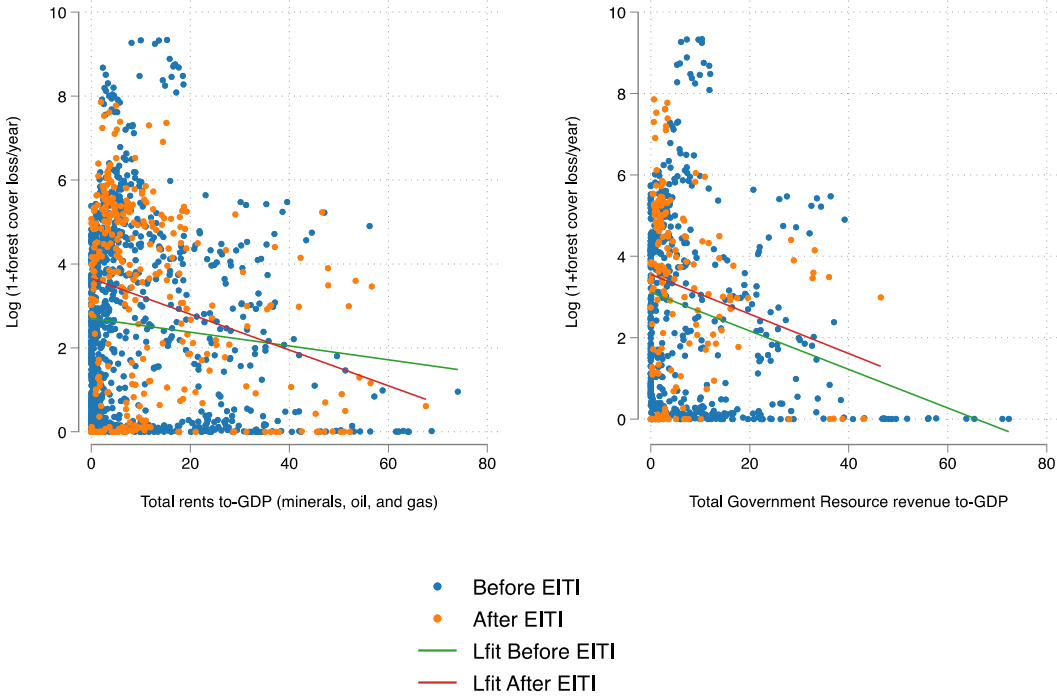 10
8
6
4
2
0
Log (1+forest cover loss/year)
0 20 40 60 80
Total rents to-GDP (minerals, oil, and gas)
10
8
6
4
2
0
Log (1+forest cover loss/year)
0 20 40 60 80
Total Government Resource revenue to-GDP
Before EITI
After EITI
Lfit Before EITI
Lfit After EITI